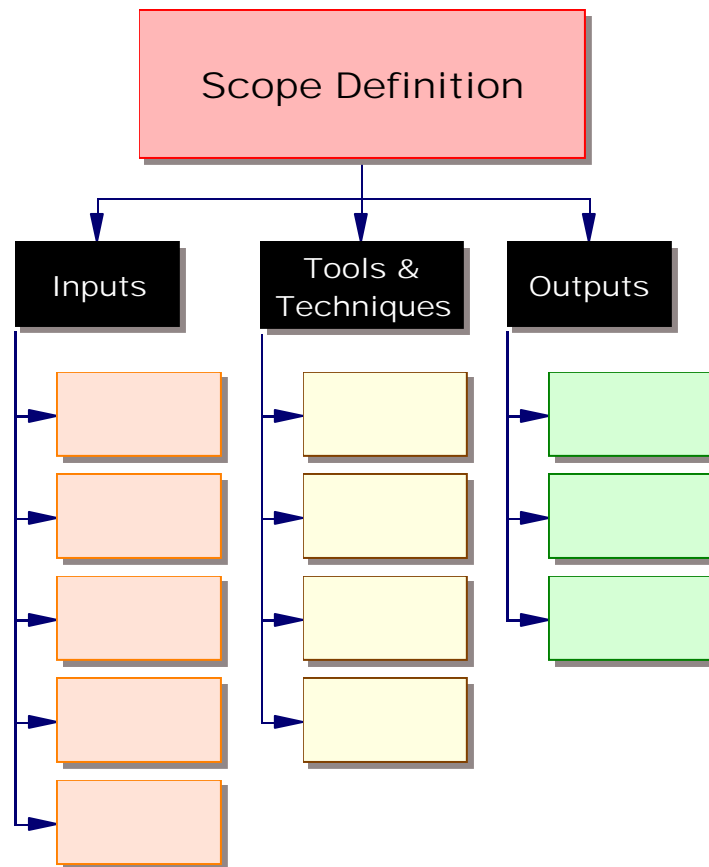 Scope Definition
Inputs
Tools &
Techniques
Outputs